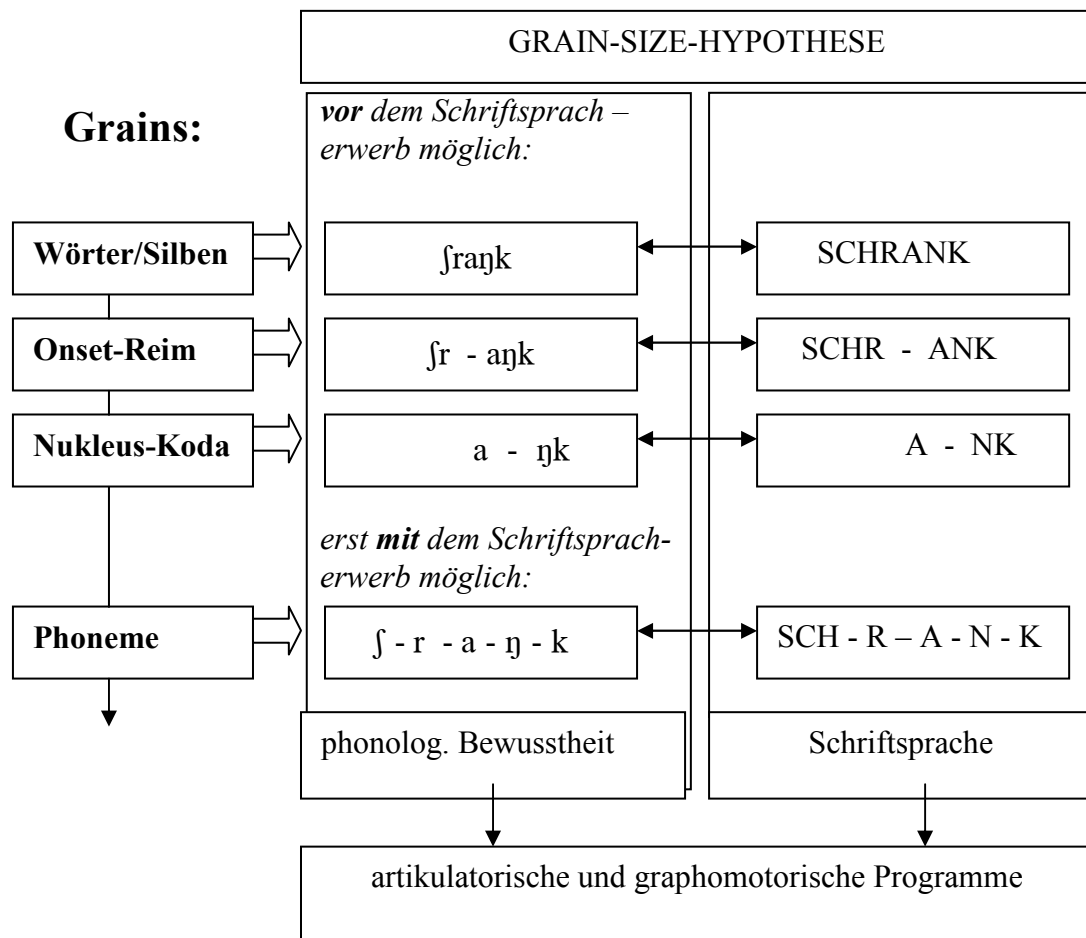 GRAIN-SIZE-HYPOTHESE
Grains:
vor dem Schriftsprach –
erwerb möglich:
Wörter/Silben
ʃraŋk
SCHRANK
Onset-Reim
ʃr - aŋk
SCHR - ANK
Nukleus-Koda
a - ŋk
A - NK
erst mit dem Schriftsprach-
erwerb möglich:
Phoneme
ʃ - r - a - ŋ - k
SCH - R – A - N - K
phonolog. Bewusstheit
Schriftsprache
artikulatorische und graphomotorische Programme